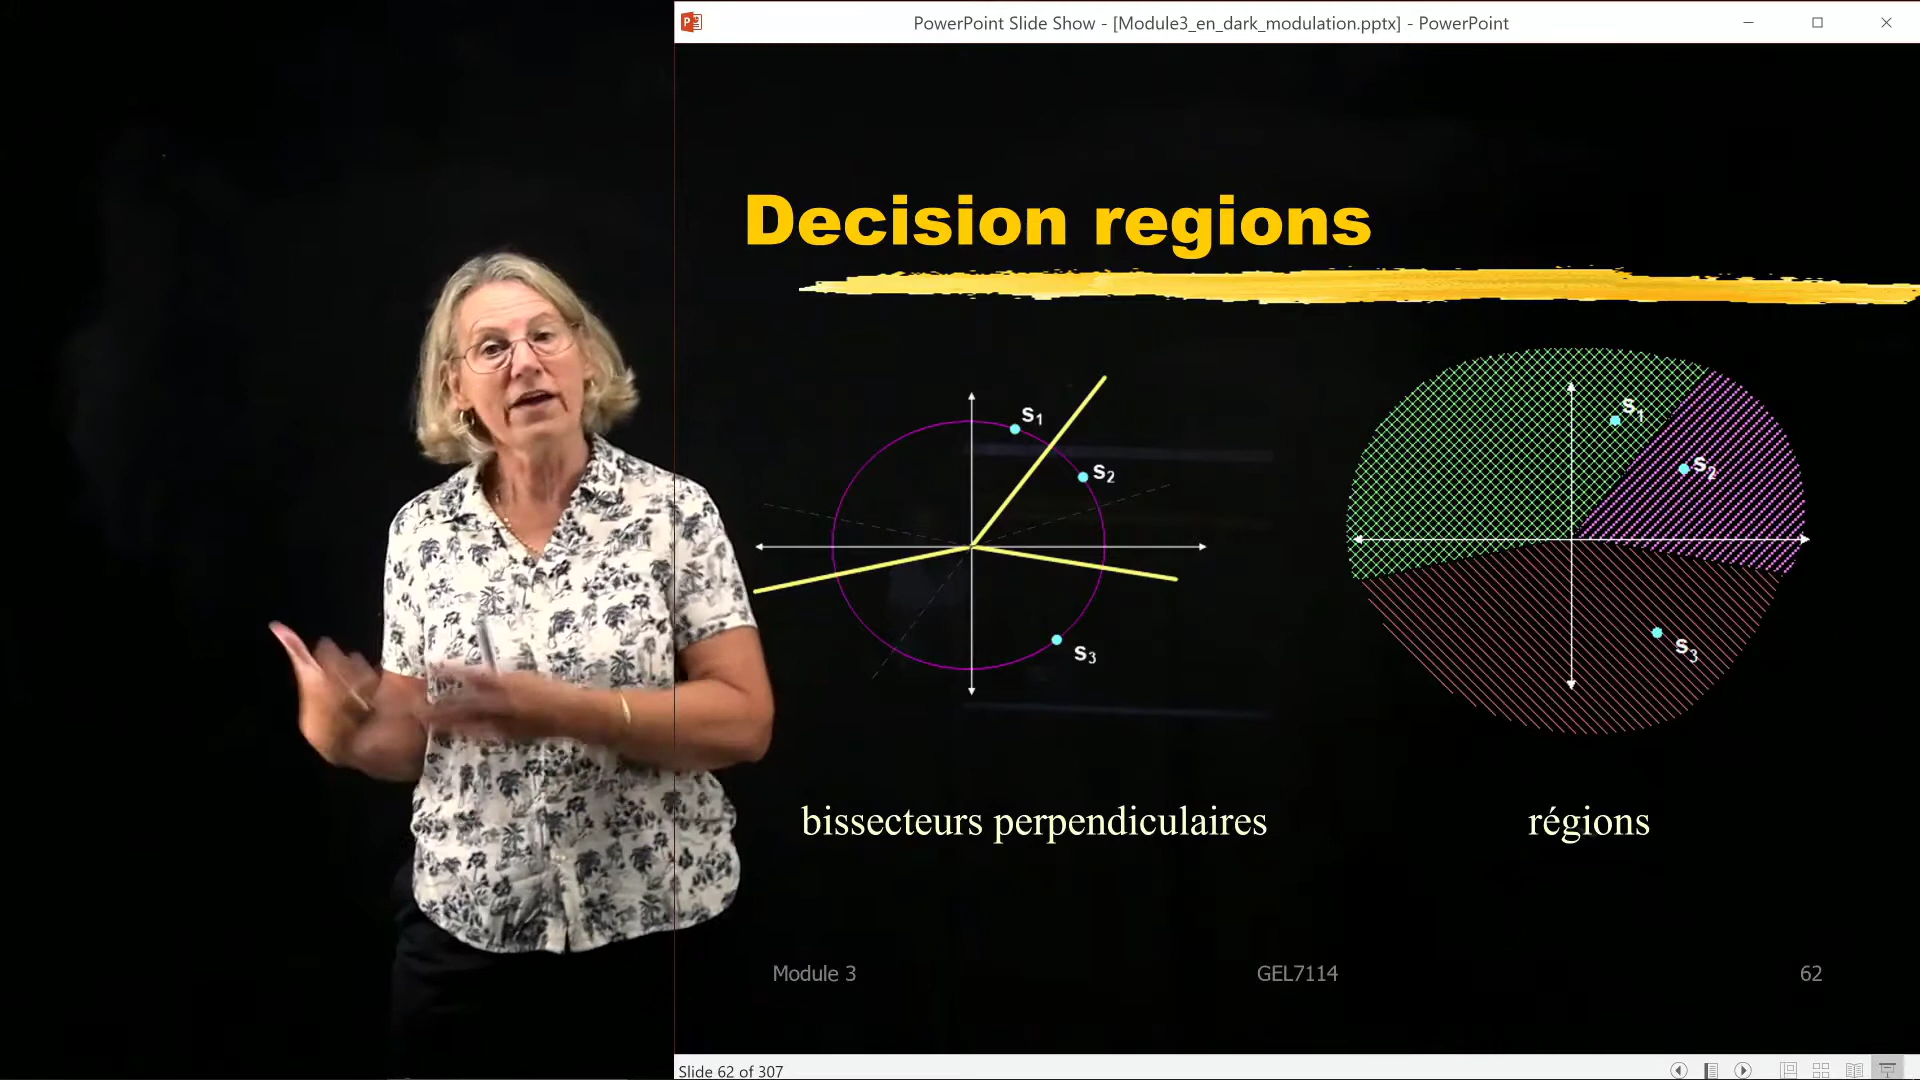 PowerPoint Slide Show - [Module3_en_dark_modulation.pptx] - PowerPoint
Decision regions
s1
s2
s3
s1
s2
s3
bissecteurs perpendiculaires
régions
Module 3
GEL7114
62
Slide 62 of 307